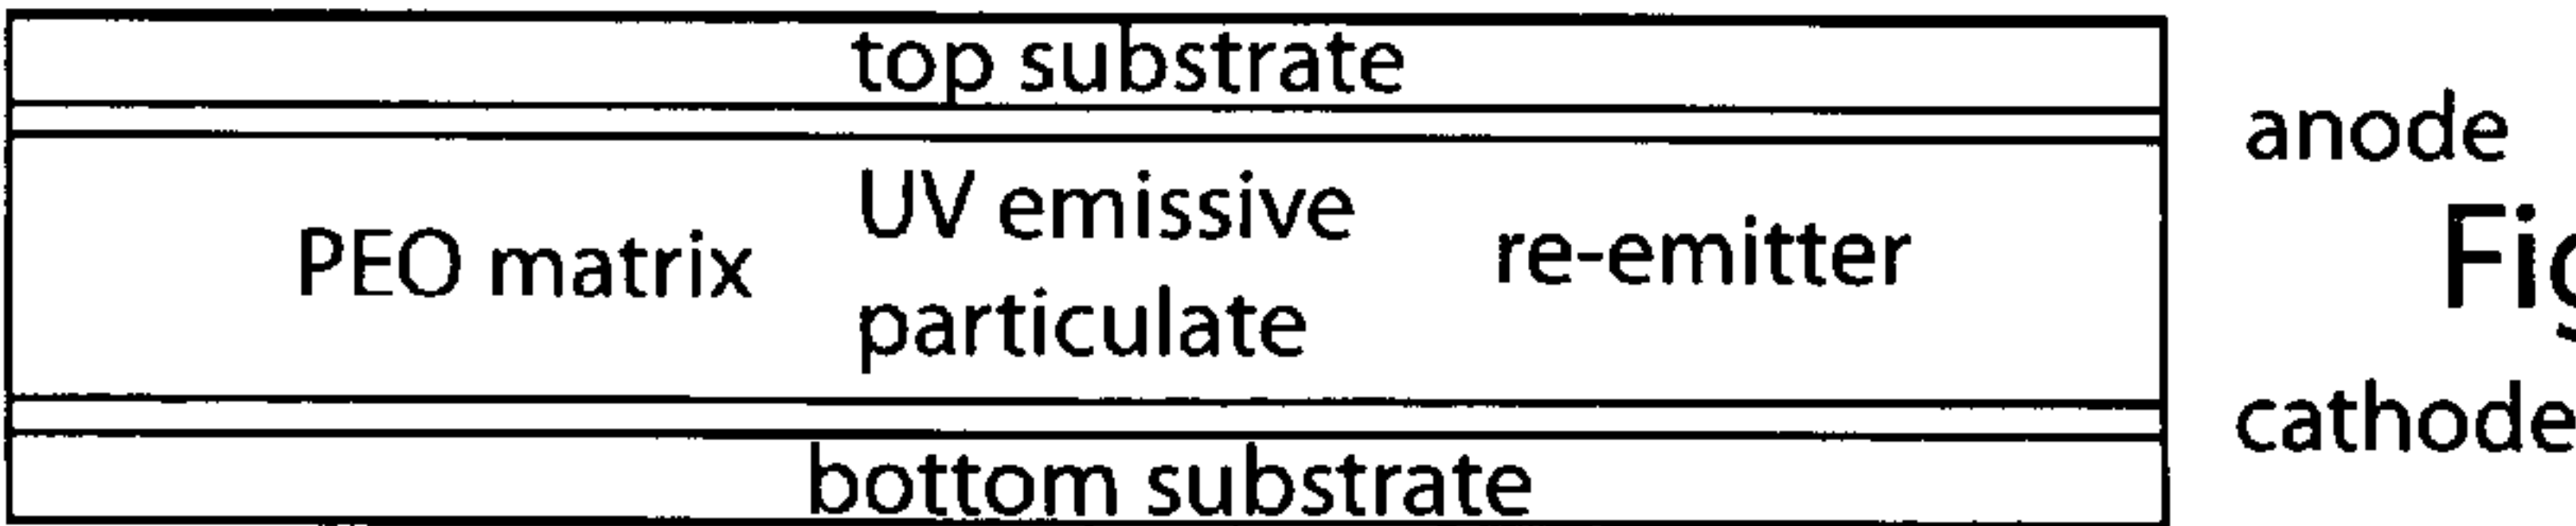 top substrate
anode
UV emissive
PEO matrix
re-emitter
particulate
cathode
bottom substrate